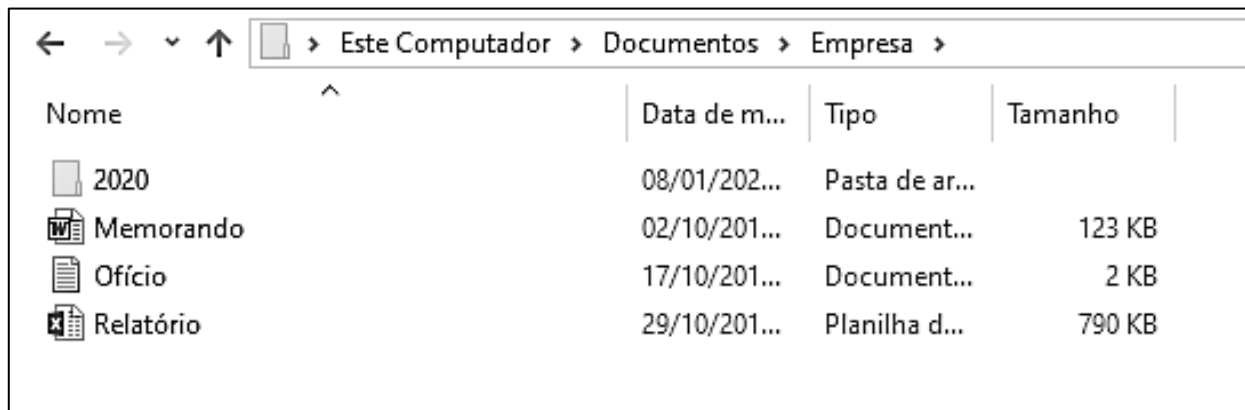 Este Computador > Documentos > Empresa >
Nome Data de m... Tipo Tamanho
2020 08/01/202... Pasta de ar...
Memorando 02/10/201... Document... 123 KB
Ofício 17/10/201... Document... 2 KB
Relatório 29/10/201... Planilha d... 790 KB